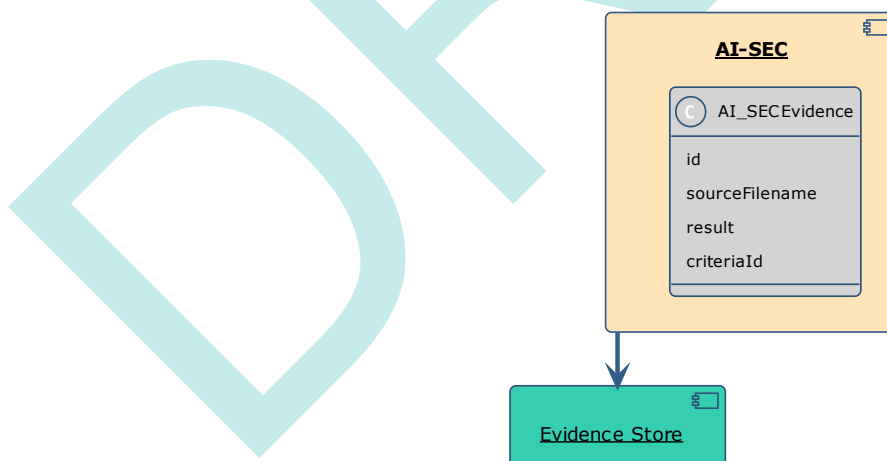 AI-SEC
C AI_SECEvidence
id
sourceFilename
result
criteriaId
Evidence Store